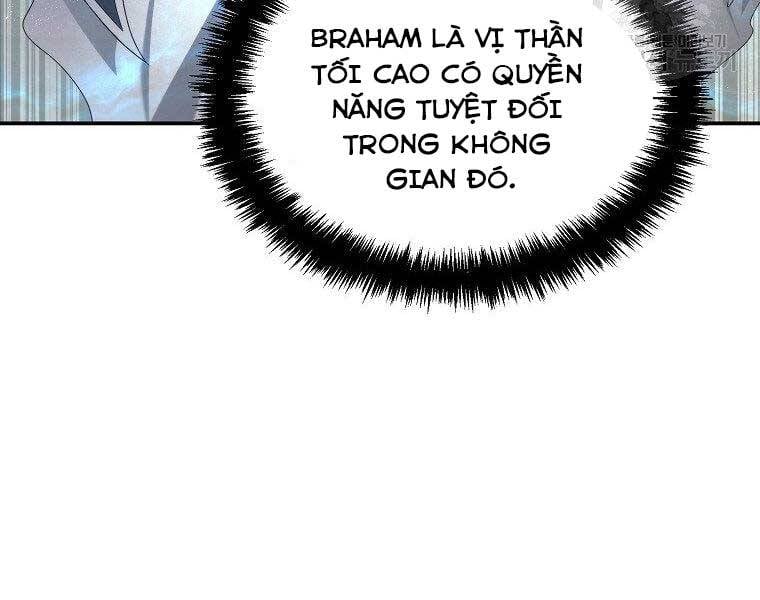 BRAHAM LÀ VỊ THẦN
TỐI CAO CÓ QUYỀN
NĂNG TUYỆT ĐỐI
TRONG KHÔNG
GIAN ĐÓ.